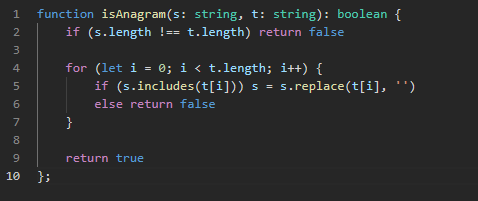 1 function isAnagram(s: string, t: string): boolean {
2     if (s.length !== t.length) return false
3
4     for (let i = 0; i < t.length; i++) {
5         if (s.includes(t[i])) s = s.replace(t[i], '')
6         else return false
7     }
8
9     return true
10 };